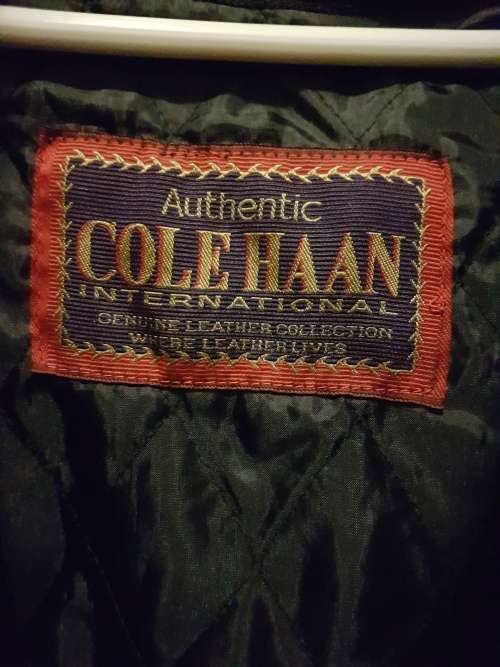 Authentic
COLE HAAN
INTERNATIONAL
GENUINE LEATHER COLLECTION
WHERE LEATHER LIVES